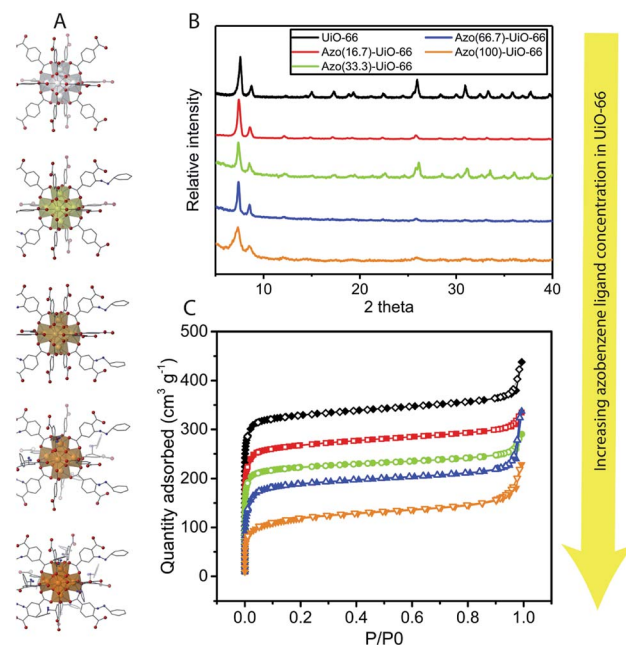 A
B
UiO-66
Azo(66.7)-UiO-66
Azo(16.7)-UiO-66
Azo(100)-UiO-66
Azo(33.3)-UiO-66
Relative intensity
10
20
30
40
2 theta
C
500
400
300
200
100
0
Quantity adsorbed (cm³ g⁻¹)
0.0
0.2
0.4
0.6
0.8
1.0
P/P0
Increasing azobenzene ligand concentration in UiO-66